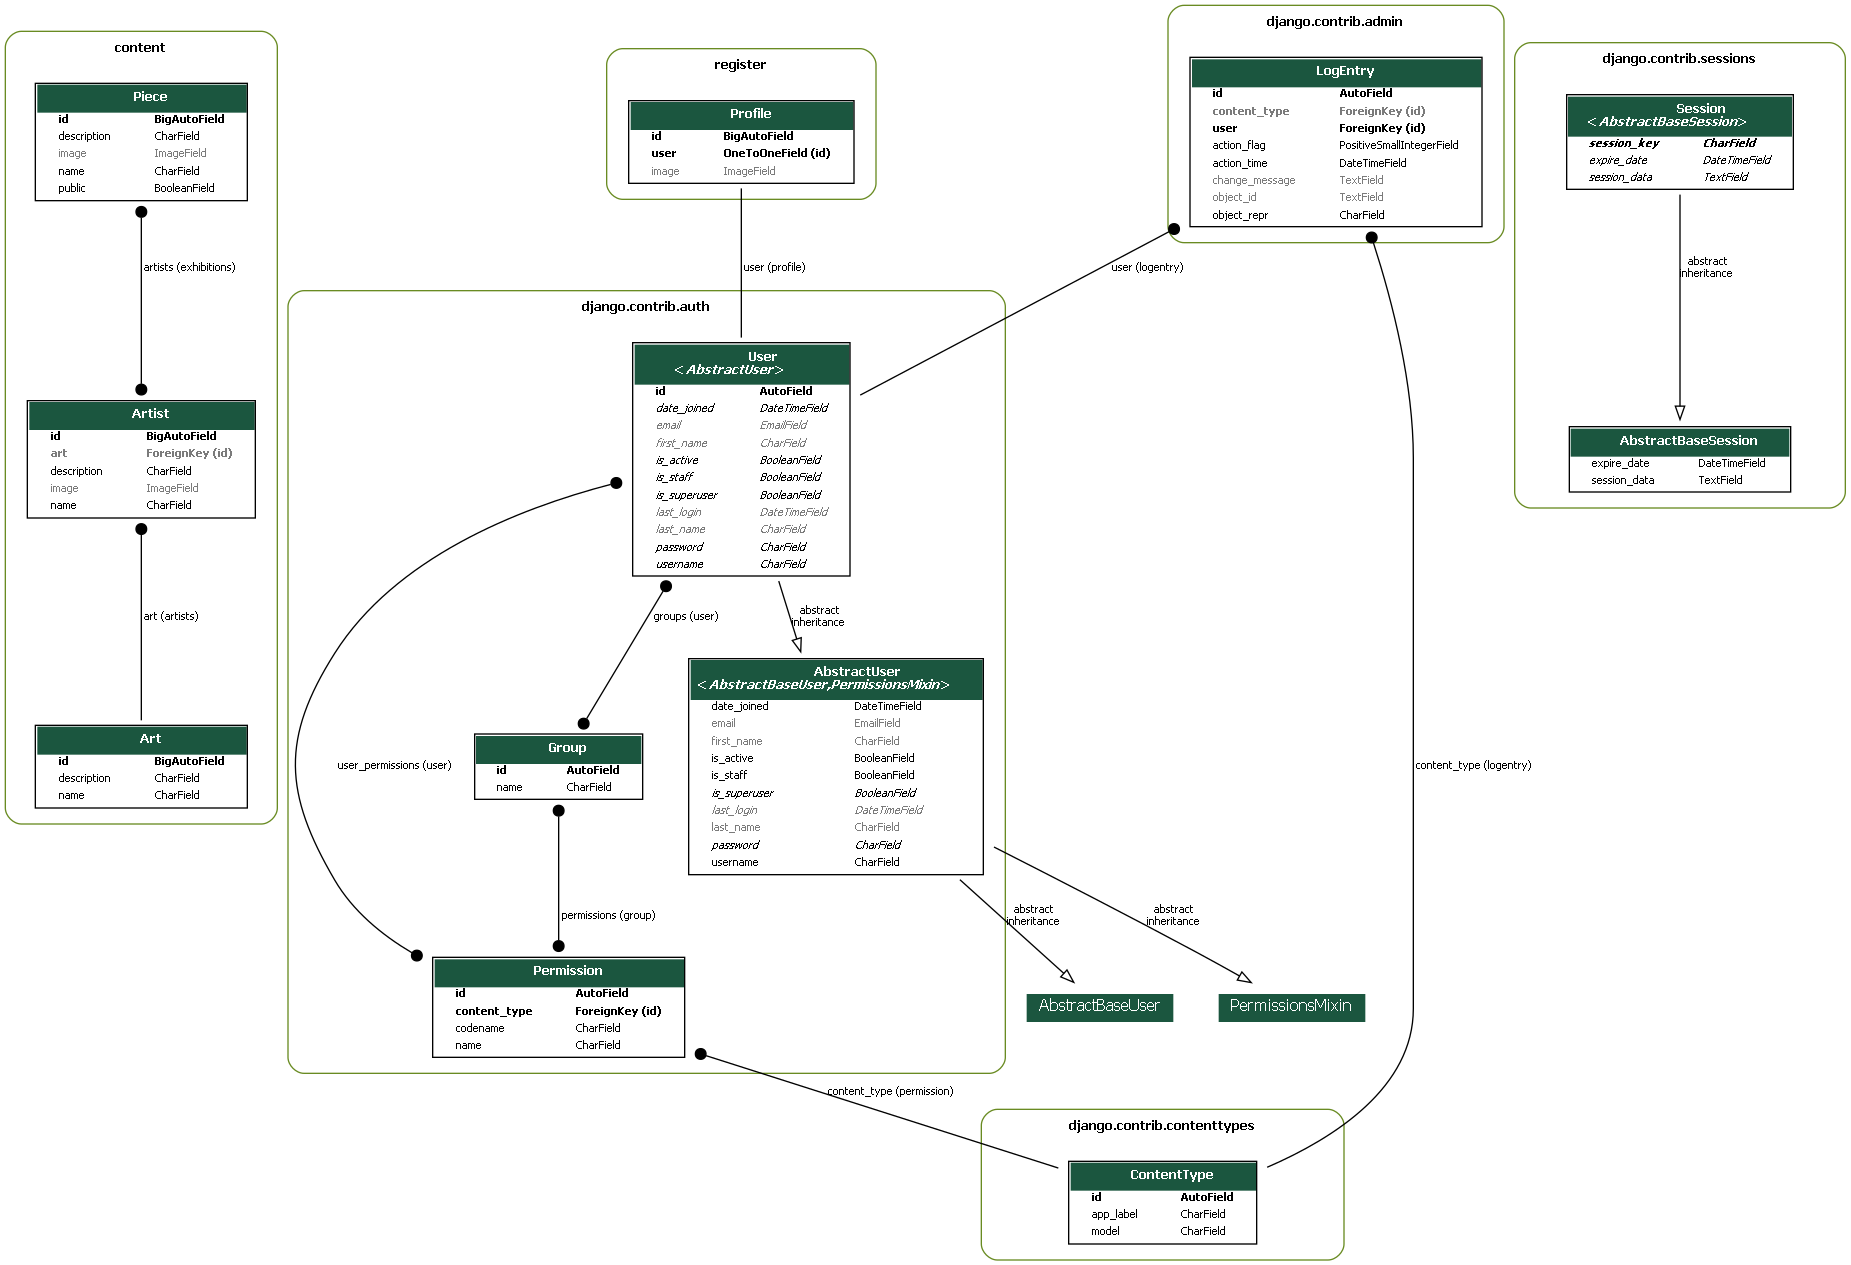 content
Piece
id BigAutoField
description CharField
image ImageField
name CharField
public BooleanField
artists (exhibitions)
Artist
id BigAutoField
art ForeignKey (id)
description CharField
image ImageField
name CharField
art (artists)
Art
id BigAutoField
description CharField
name CharField
register
Profile
id BigAutoField
user OneToOneField (id)
image ImageField
user (profile)
django.contrib.admin
LogEntry
id AutoField
content_type ForeignKey (id)
user ForeignKey (id)
action_flag PositiveSmallIntegerField
action_time DateTimeField
change_message TextField
object_id TextField
object_repr CharField
user (logentry)
django.contrib.sessions
Session
<AbstractBaseSession>
session_key CharField
expire_date DateTimeField
session_data TextField
abstract
inheritance
AbstractBaseSession
expire_date DateTimeField
session_data TextField
django.contrib.auth
User
<AbstractUser>
id AutoField
date_joined DateTimeField
email EmailField
first_name CharField
is_active BooleanField
is_staff BooleanField
is_superuser BooleanField
last_login DateTimeField
last_name CharField
password CharField
username CharField
groups (user)
abstract
inheritance
AbstractUser
<AbstractBaseUser,PermissionsMixin>
date_joined DateTimeField
email EmailField
first_name CharField
is_active BooleanField
is_staff BooleanField
is_superuser BooleanField
last_login DateTimeField
last_name CharField
password CharField
username CharField
user_permissions (user)
Group
id AutoField
name CharField
permissions (group)
Permission
id AutoField
content_type ForeignKey (id)
codename CharField
name CharField
abstract
inheritance
abstract
inheritance
AbstractBaseUser
PermissionsMixin
content_type (logentry)
content_type (permission)
django.contrib.contenttypes
ContentType
id AutoField
app_label CharField
model CharField